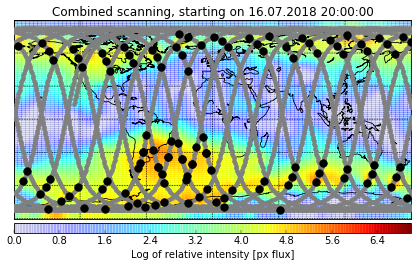 Combined scanning, starting on 16.07.2018 20:00:00
0.0 0.8 1.6 2.4 3.2 4.0 4.8 5.6 6.4
Log of relative intensity [px flux]